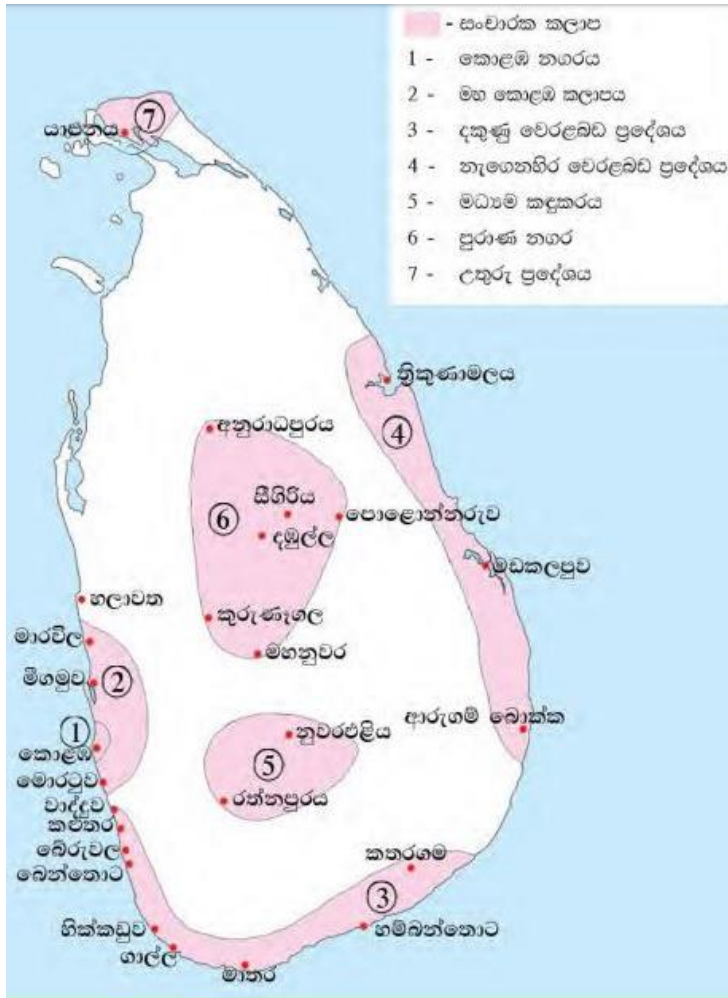 - සංචාරක කලාප
1 - කොළඹ නගරය
2 - මහ කොළඹ කලාපය
3 - දකුණු වෙරළබඩ ප්‍රදේශය
4 - නැගෙනහිර වෙරළබඩ ප්‍රදේශය
5 - මධ්‍යම කඳුකරය
6 - පුරාණ නගර
7 - උතුරු ප්‍රදේශය
7
යාපනය
ත්‍රිකුණාමලය
4
අනුරාධපුරය
සීගිරිය
6
පොළොන්නරුව
දඹුල්ල
මඩකලපුව
හලාවත
කුරුණෑගල
මාරවිල
මහනුවර
මීගමුව
2
ආරුගම් බොක්ක
1
නුවරඑළිය
කොළඹ
5
මොරටුව
රත්නපුරය
වාද්දුව
කළුතර
බේරුවල
බෙන්තොට
කතරගම
3
හික්කඩුව
හම්බන්තොට
ගාල්ල
මාතර